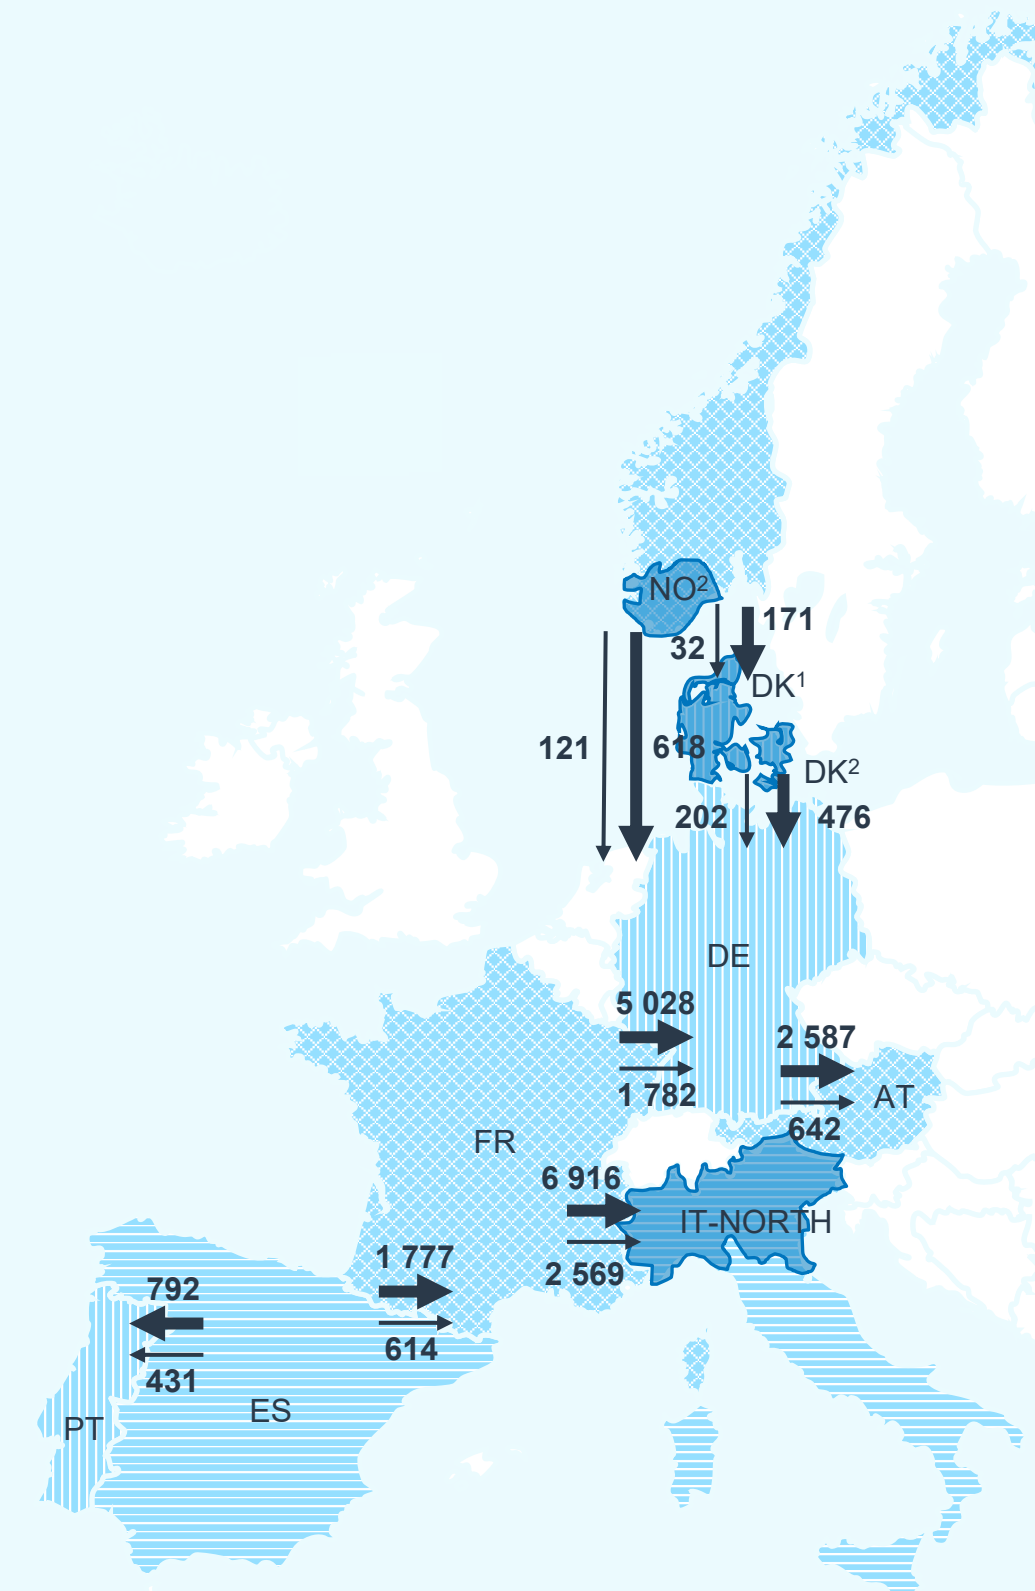 NO²
171
32
DK¹
121
618
DK²
202
476
DE
5 028
2 587
1 782
AT
642
FR
6 916
IT-NORTH
1 777
2 569
792
614
431
ES
PT